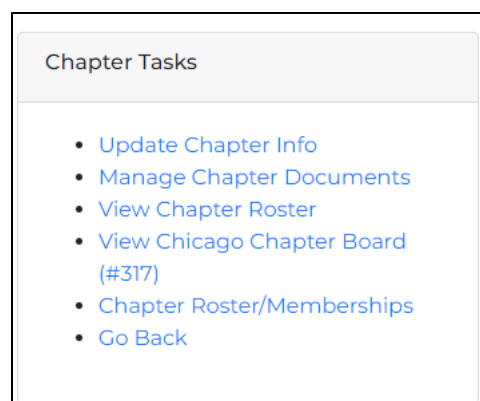 Chapter Tasks
Update Chapter Info
Manage Chapter Documents
View Chapter Roster
View Chicago Chapter Board
(#317)
Chapter Roster/Memberships
Go Back